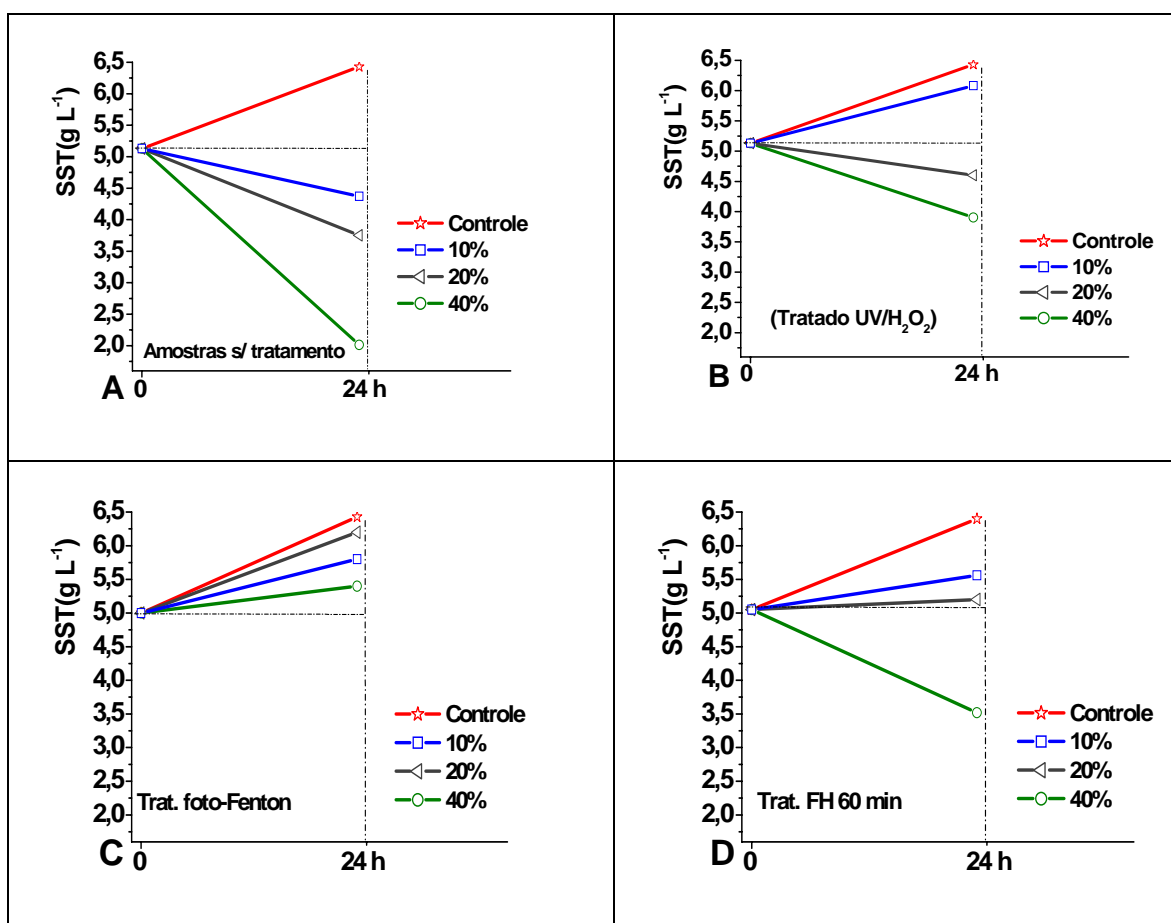 6,5
6,0
5,5
5,0
4,5
4,0
3,5
3,0
2,5
2,0
SST(g L⁻¹)
Controle
10%
20%
40%
Amostras s/ tratamento
A
0
24 h
6,5
6,0
5,5
5,0
4,5
4,0
3,5
3,0
2,5
2,0
SST(g L⁻¹)
Controle
10%
20%
40%
(Tratado UV/H₂O₂)
B
0
24 h
6,5
6,0
5,5
5,0
4,5
4,0
3,5
3,0
2,5
2,0
SST(g L⁻¹)
Controle
10%
20%
40%
Trat. foto-Fenton
C
0
24 h
6,5
6,0
5,5
5,0
4,5
4,0
3,5
3,0
2,5
2,0
SST(g L⁻¹)
Controle
10%
20%
40%
Trat. FH 60 min
D
0
24 h